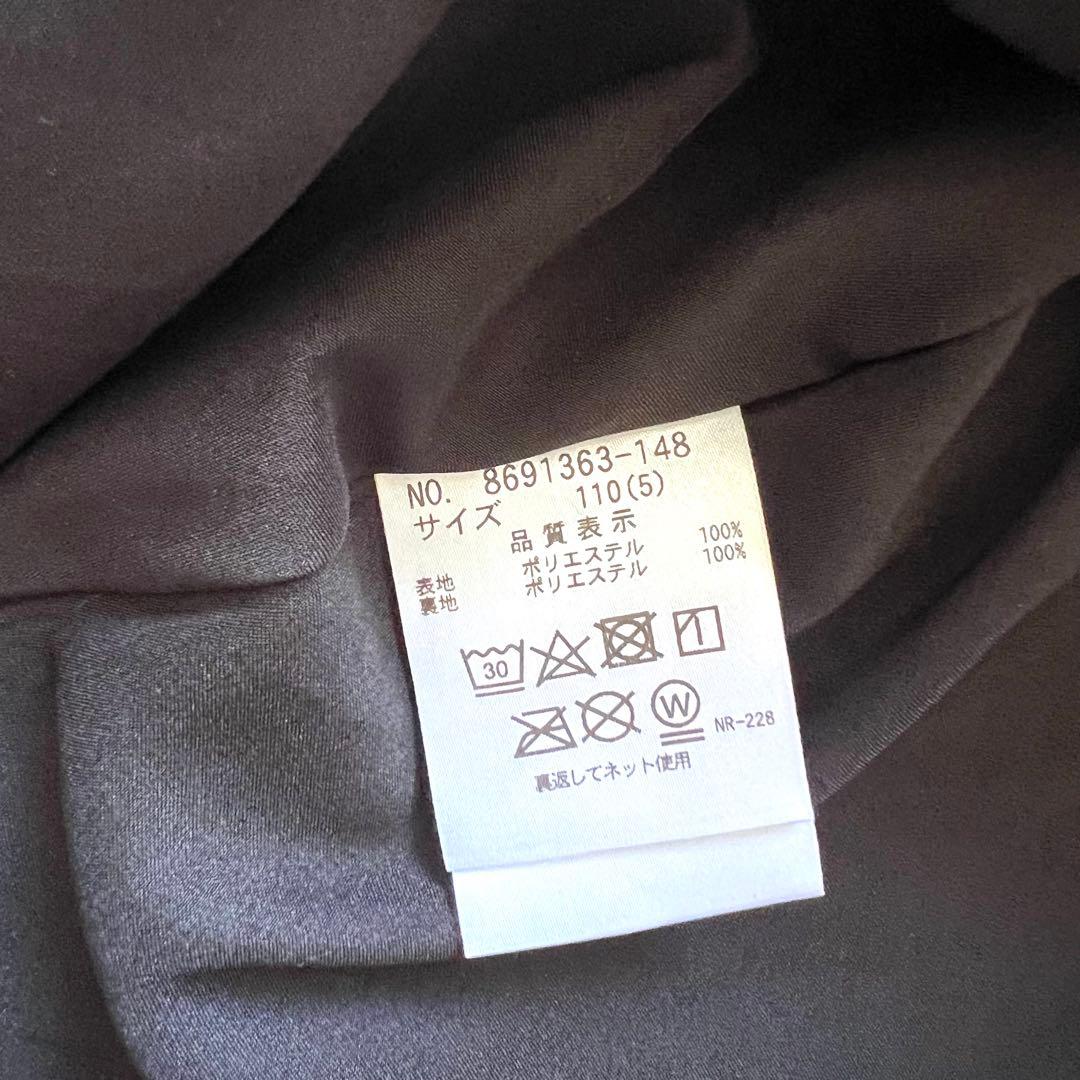 NO. 8691363-148
サイズ 110(5)
品質表示
表地 ポリエステル 100%
裏地 ポリエステル 100%
30
W NR-228
裏返してネット使用